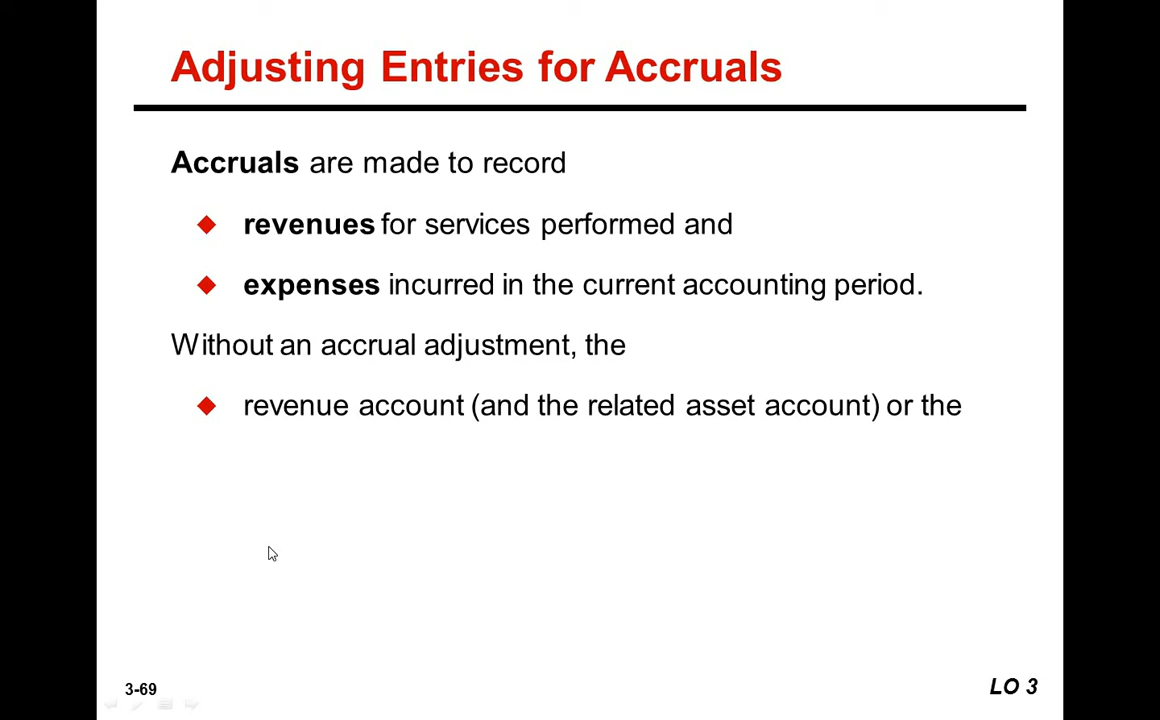 Adjusting Entries for Accruals
Accruals are made to record
revenues for services performed and
expenses incurred in the current accounting period.
Without an accrual adjustment, the
revenue account (and the related asset account) or the
3-69
LO 3